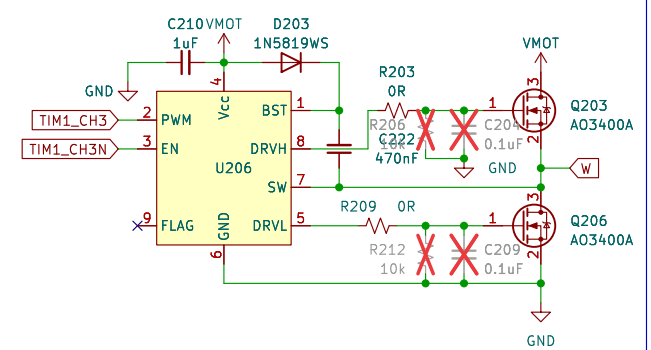 C210 VMOT D203
1uF 1N5819WS VMOT
GND R203
0R
4 3
TIM1_CH3 2 PWM Vcc BST 1 1 Q203
R206 C204 AO3400A
10k C222 0.1uF
TIM1_CH3N 3 EN DRVH 8 2
470nF GND W
U206
SW 7
R209 0R 3
9 FLAG GND DRVL 5 1 Q206
AO3400A
R212 C209
6 10k 0.1uF 2
GND